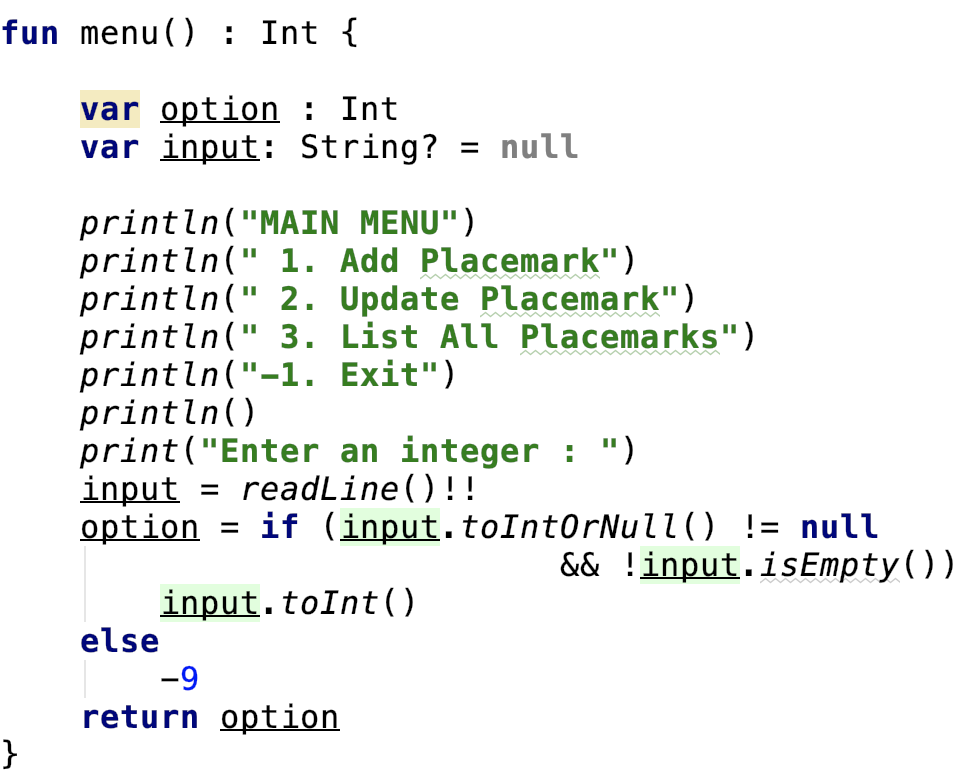 fun menu() : Int {
var option : Int
var input: String? = null
println("MAIN MENU")
println(" 1. Add Placemark")
println(" 2. Update Placemark")
println(" 3. List All Placemarks")
println("-1. Exit")
println()
print("Enter an integer : ")
input = readLine()!!
option = if (input.toIntOrNull() != null
&& !input.isEmpty())
input.toInt()
else
-9
return option
}